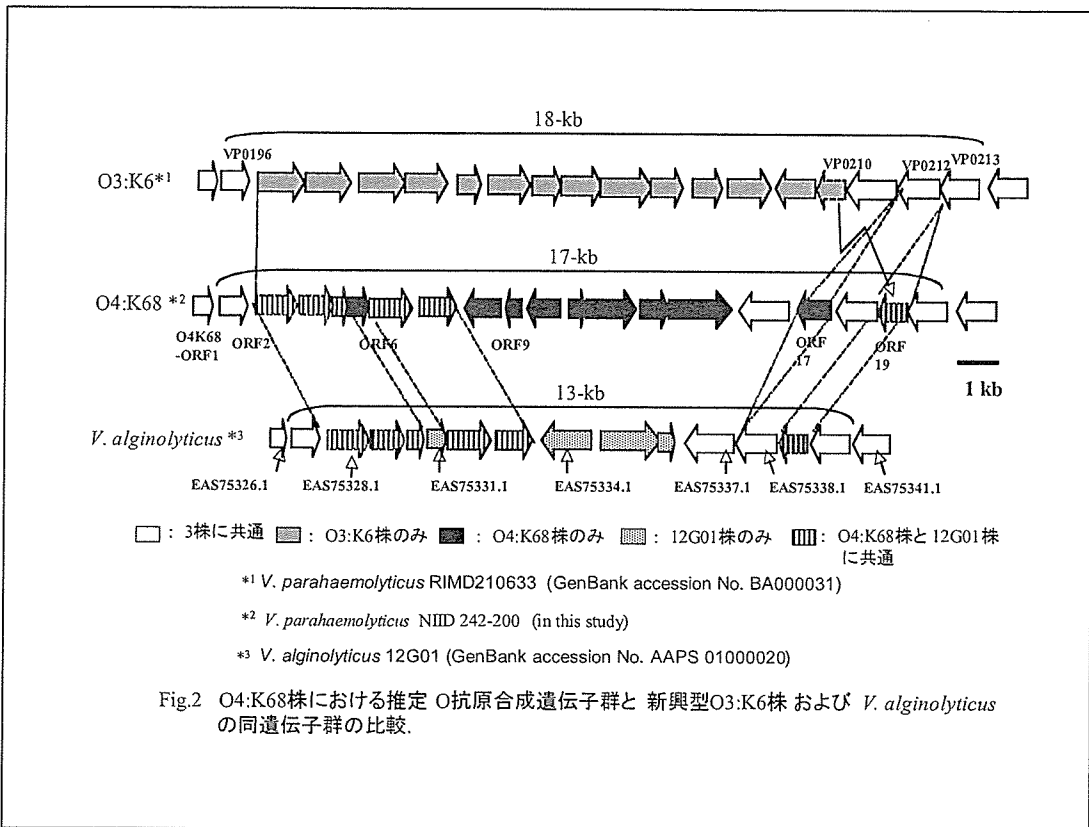 18-kb
VP0196
VP0210
VP0212
VP0213
O3:K6*1
17-kb
O4:K68 *2
O4K68
-ORF1
ORF2
ORF6
ORF9
ORF
17
ORF
19
1 kb
13-kb
V. alginolyticus *3
EAS75326.1
EAS75328.1
EAS75331.1
EAS75334.1
EAS75337.1
EAS75338.1
EAS75341.1
: 3株に共通 : O3:K6株のみ : O4:K68株のみ : 12G01株のみ : O4:K68株と 12G01株
に共通
*1 V. parahaemolyticus RIMD210633 (GenBank accession No. BA000031)
*2 V. parahaemolyticus NIID 242-200 (in this study)
*3 V. alginolyticus 12G01 (GenBank accession No. AAPS 01000020)
Fig.2 O4:K68株における推定 O抗原合成遺伝子群と 新興型O3:K6株 および V. alginolyticus
の同遺伝子群の比較.